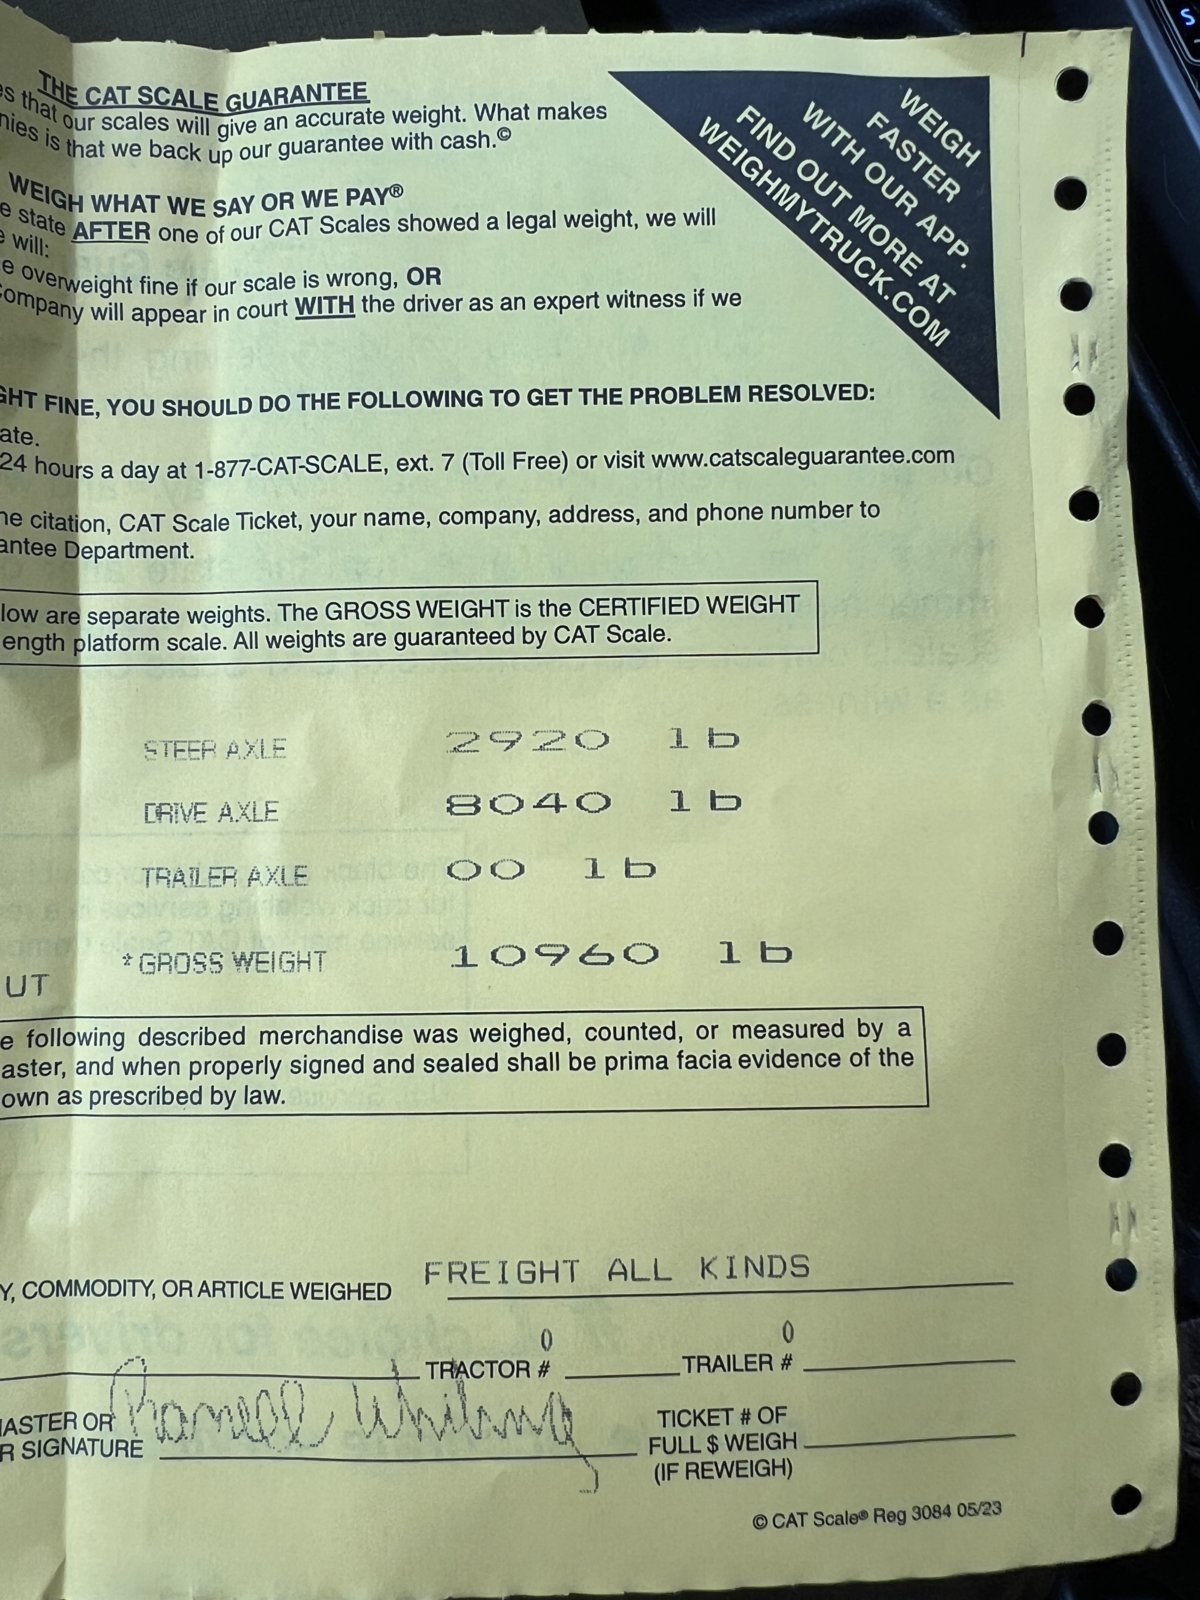 THE CAT SCALE GUARANTEE
es that our scales will give an accurate weight. What makes
nies is that we back up our guarantee with cash.©
WEIGH WHAT WE SAY OR WE PAY®
e state AFTER one of our CAT Scales showed a legal weight, we will
e will:
e overweight fine if our scale is wrong, OR
Company will appear in court WITH the driver as an expert witness if we
GHT FINE, YOU SHOULD DO THE FOLLOWING TO GET THE PROBLEM RESOLVED:
ate.
24 hours a day at 1-877-CAT-SCALE, ext. 7 (Toll Free) or visit www.catscaleguarantee.com
he citation, CAT Scale Ticket, your name, company, address, and phone number to
antee Department.
WEIGH
FASTER
WITH OUR APP.
FIND OUT MORE AT
WEIGHMYTRUCK.COM
low are separate weights. The GROSS WEIGHT is the CERTIFIED WEIGHT
ength platform scale. All weights are guaranteed by CAT Scale.
STEER AXLE 2920 lb
DRIVE AXLE 8040 lb
TRAILER AXLE 00 lb
*GROSS WEIGHT 10960 lb
UT
e following described merchandise was weighed, counted, or measured by a
aster, and when properly signed and sealed shall be prima facia evidence of the
own as prescribed by law.
Y, COMMODITY, OR ARTICLE WEIGHED FREIGHT ALL KINDS
TRACTOR # 0 TRAILER # 0
MASTER OR
R SIGNATURE
TICKET # OF
FULL $ WEIGH
(IF REWEIGH)
© CAT Scale® Reg 3084 05/23